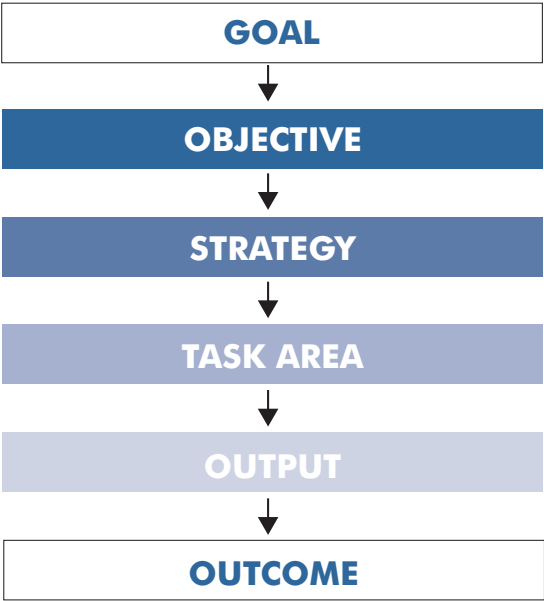 GOAL
OBJECTIVE
STRATEGY
TASK AREA
OUTPUT
OUTCOME